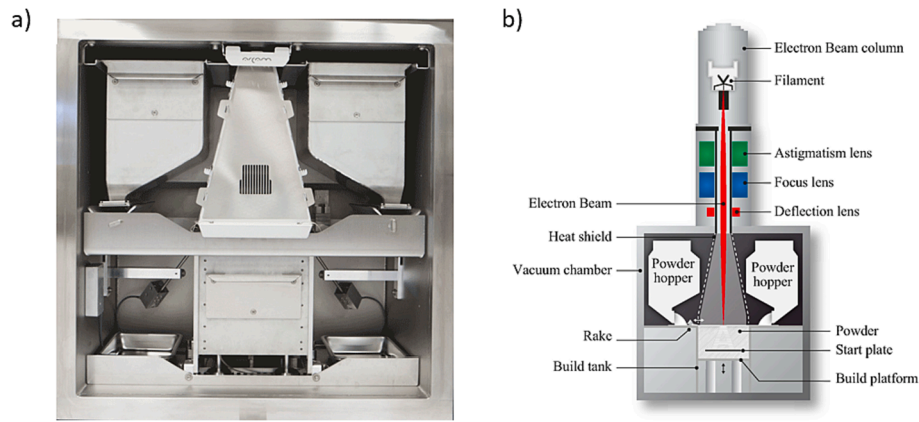 a)
b)
Electron Beam column
Filament
Astigmatism lens
Focus lens
Electron Beam
Deflection lens
Heat shield
Vacuum chamber
Powder
hopper
Powder
hopper
Rake
Powder
Start plate
Build tank
Build platform